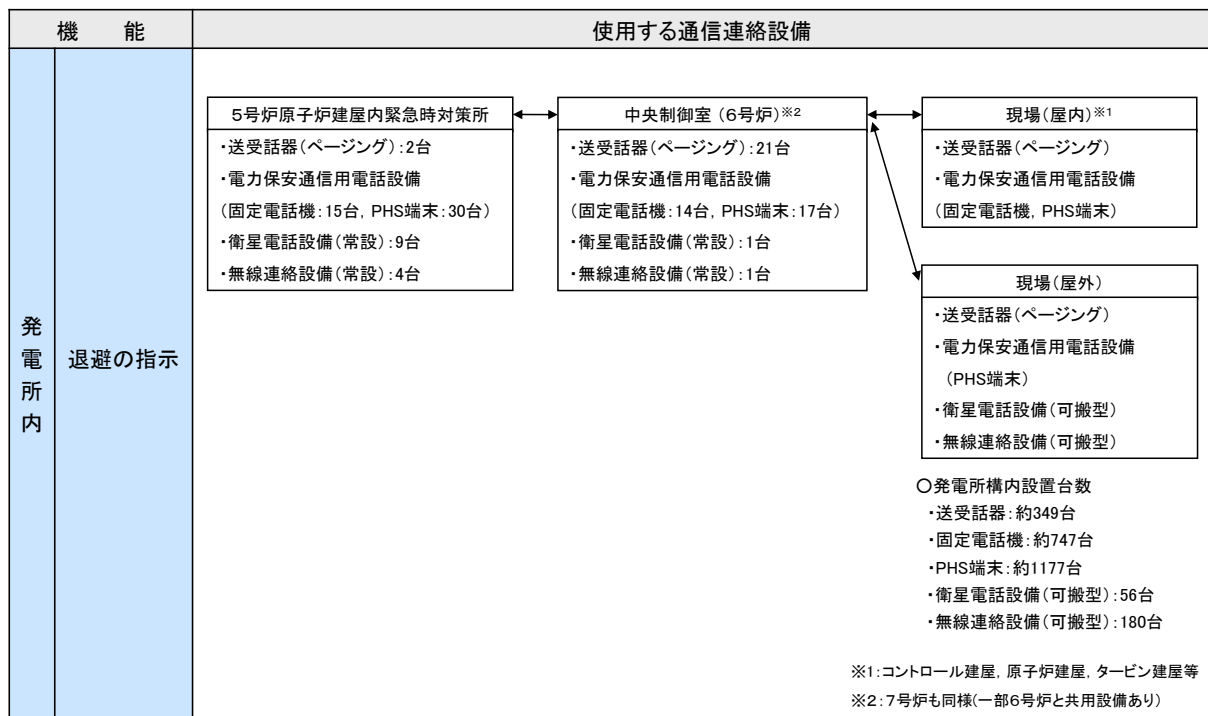 機　能
使用する通信連絡設備
発電所内
退避の指示
5号炉原子炉建屋内緊急時対策所
・送受話器(ページング):2台
・電力保安通信用電話設備
(固定電話機:15台, PHS端末:30台)
・衛星電話設備(常設):9台
・無線連絡設備(常設):4台
中央制御室(6号炉)※2
・送受話器(ページング):21台
・電力保安通信用電話設備
(固定電話機:14台, PHS端末:17台)
・衛星電話設備(常設):1台
・無線連絡設備(常設):1台
現場(屋内)※1
・送受話器(ページング)
・電力保安通信用電話設備
(固定電話機, PHS端末)
現場(屋外)
・送受話器(ページング)
・電力保安通信用電話設備
(PHS端末)
・衛星電話設備(可搬型)
・無線連絡設備(可搬型)
○発電所構内設置台数
・送受話器:約349台
・固定電話機:約747台
・PHS端末:約1177台
・衛星電話設備(可搬型):56台
・無線連絡設備(可搬型):180台
※1:コントロール建屋, 原子炉建屋, タービン建屋等
※2:7号炉も同様(一部6号炉と共用設備あり)